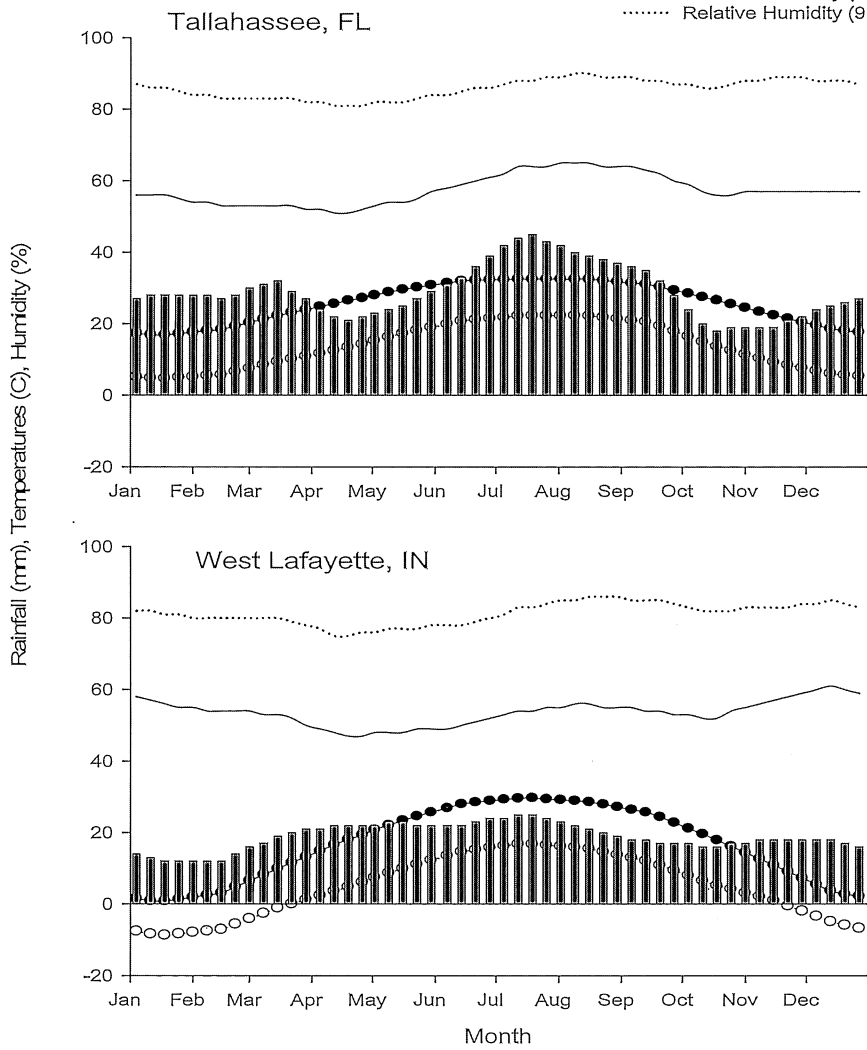 Relative Humidity (9
Tallahassee, FL
100
80
60
40
20
0
-20
Jan Feb Mar Apr May Jun Jul Aug Sep Oct Nov Dec
Rainfall (mm), Temperatures (C), Humidity (%)
West Lafayette, IN
100
80
60
40
20
0
-20
Jan Feb Mar Apr May Jun Jul Aug Sep Oct Nov Dec
Month